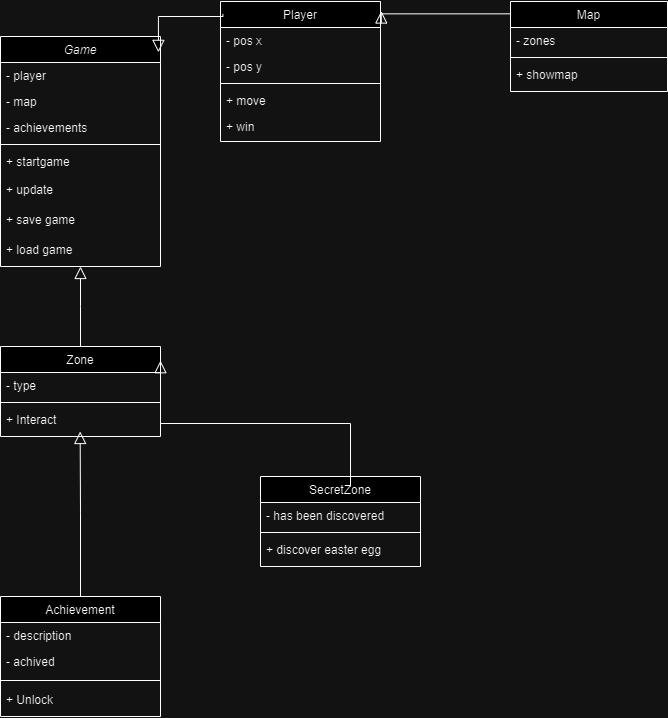 Game
- player
- map
- achievements
+ startgame
+ update
+ save game
+ load game
Player
- pos x
- pos y
+ move
+ win
Map
- zones
+ showmap
Zone
- type
+ Interact
SecretZone
- has been discovered
+ discover easter egg
Achievement
- description
- achived
+ Unlock